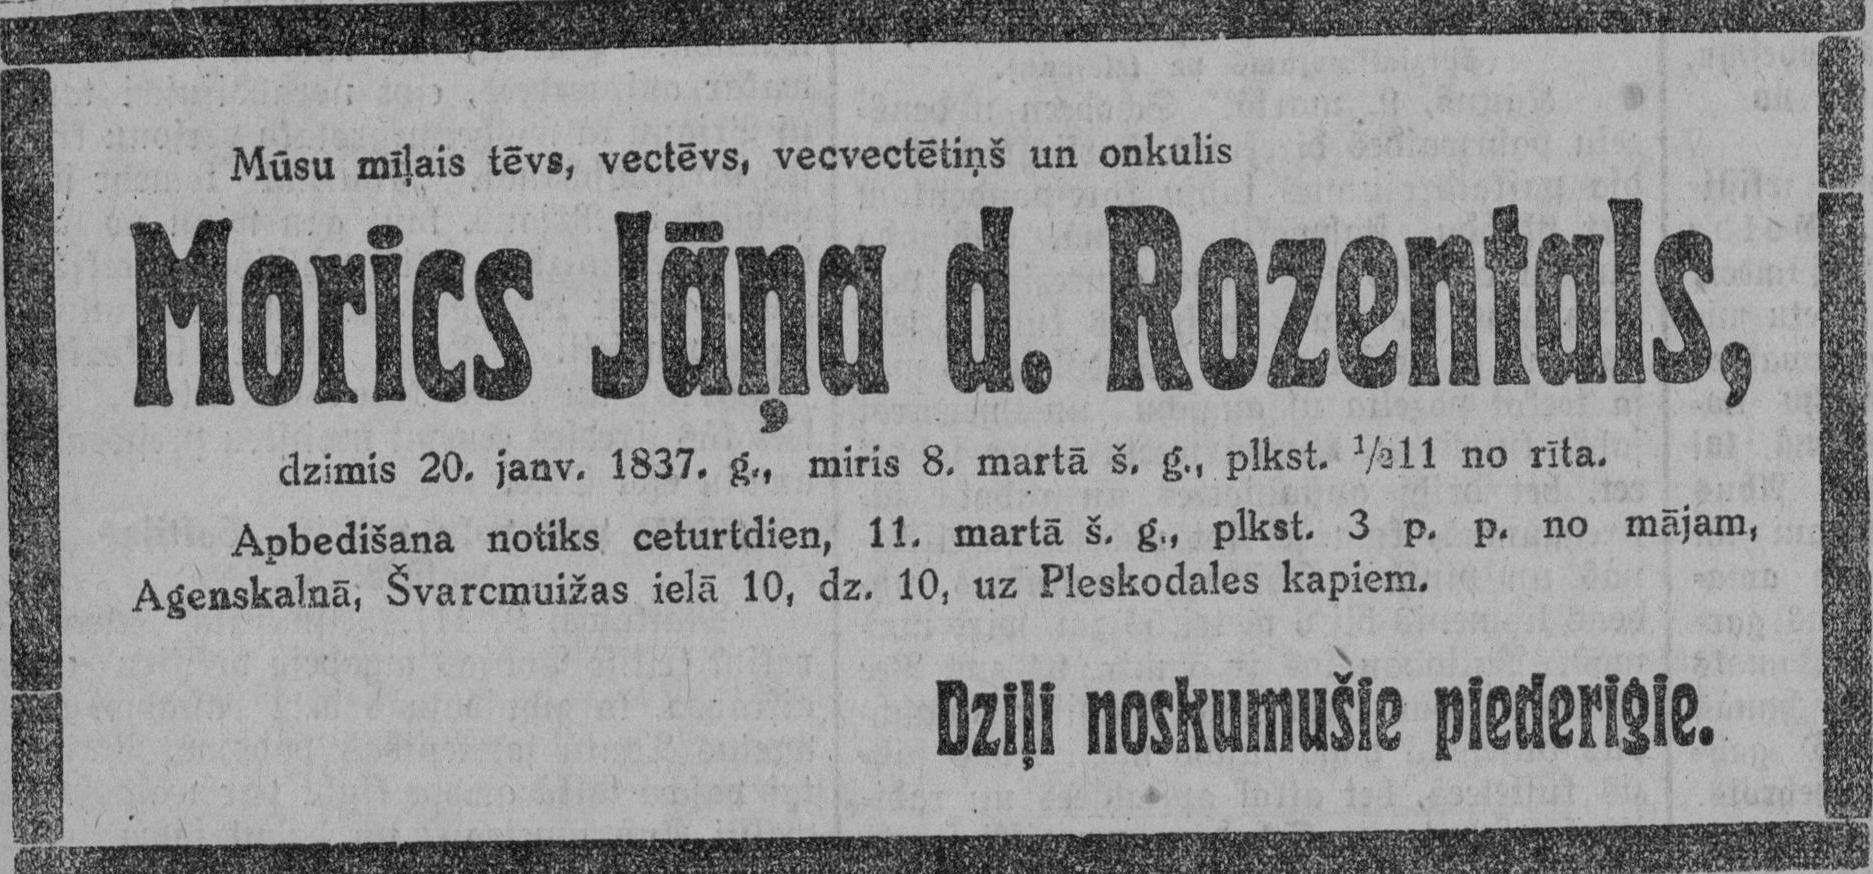 Mūsu mīļais tēvs, vectēvs, vecvectētiņš un onkulis
Morics Jāņa d. Rozentals,
dzimis 20. janv. 1837. g., miris 8. martā š. g., plkst. ½11 no rīta.
Apbedišana notiks ceturtdien, 11. martā š. g., plkst. 3 p. p. no mājam,
Agenskalnā, Švarcmuižas ielā 10, dz. 10, uz Pleskodales kapiem.
Dziļi noskumušie piederiģie.